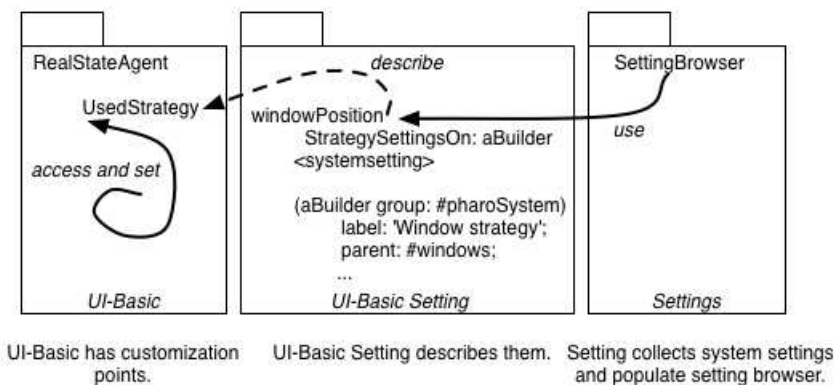 RealStateAgent
UsedStrategy
access and set
UI-Basic
describe
windowPosition
StrategySettingsOn: aBuilder
<systemsetting>
(aBuilder group: #pharoSystem)
label: 'Window strategy';
parent: #windows;
...
UI-Basic Setting
SettingBrowser
use
Settings
UI-Basic has customization
points.
UI-Basic Setting describes them.
Setting collects system settings
and populate setting browser.